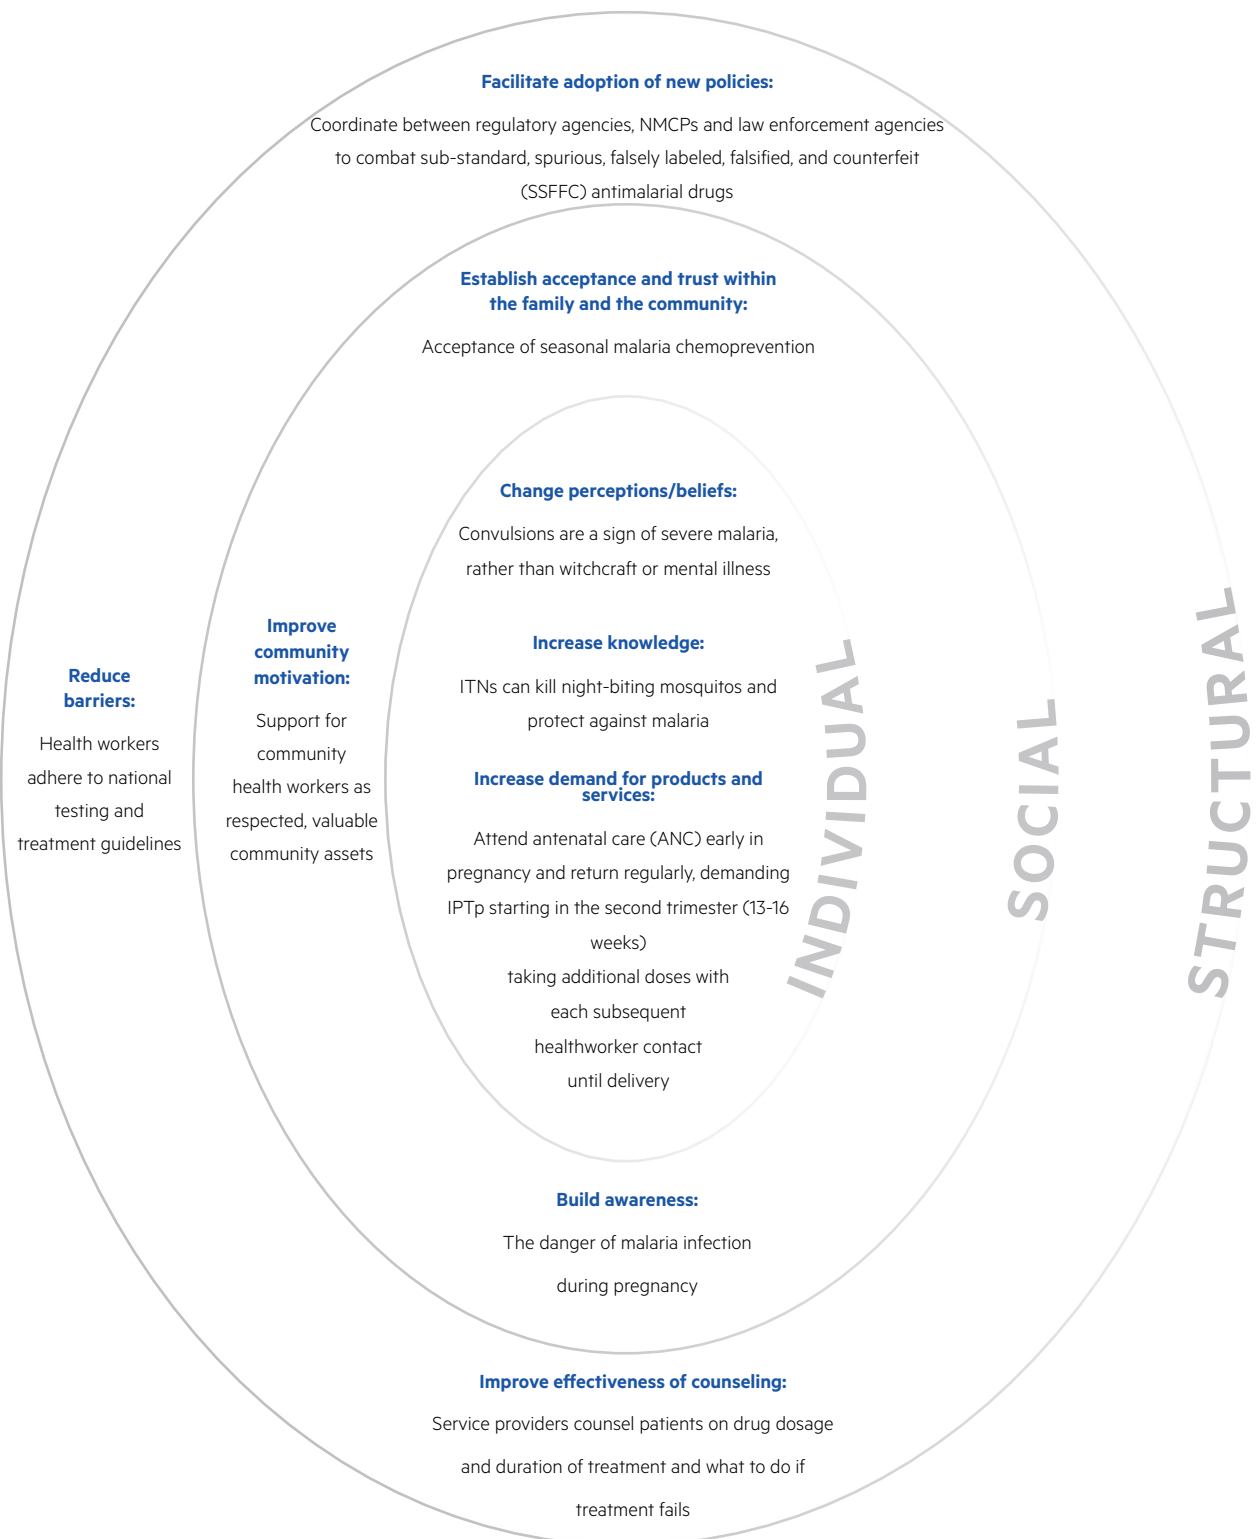 Facilitate adoption of new policies:
Coordinate between regulatory agencies, NMCPs and law enforcement agencies
to combat sub-standard, spurious, falsely labeled, falsified, and counterfeit
(SSFFC) antimalarial drugs
Establish acceptance and trust within
the family and the community:
Acceptance of seasonal malaria chemoprevention
Change perceptions/beliefs:
Convulsions are a sign of severe malaria,
rather than witchcraft or mental illness
Increase knowledge:
ITNs can kill night-biting mosquitos and
protect against malaria
Increase demand for products and
services:
Attend antenatal care (ANC) early in
pregnancy and return regularly, demanding
IPTp starting in the second trimester (13-16
weeks)
taking additional doses with
each subsequent
healthworker contact
until delivery
Improve
community
motivation:
Support for
community
health workers as
respected, valuable
community assets
Reduce
barriers:
Health workers
adhere to national
testing and
treatment guidelines
INDIVIDUAL
SOCIAL
STRUCTURAL
Build awareness:
The danger of malaria infection
during pregnancy
Improve effectiveness of counseling:
Service providers counsel patients on drug dosage
and duration of treatment and what to do if
treatment fails